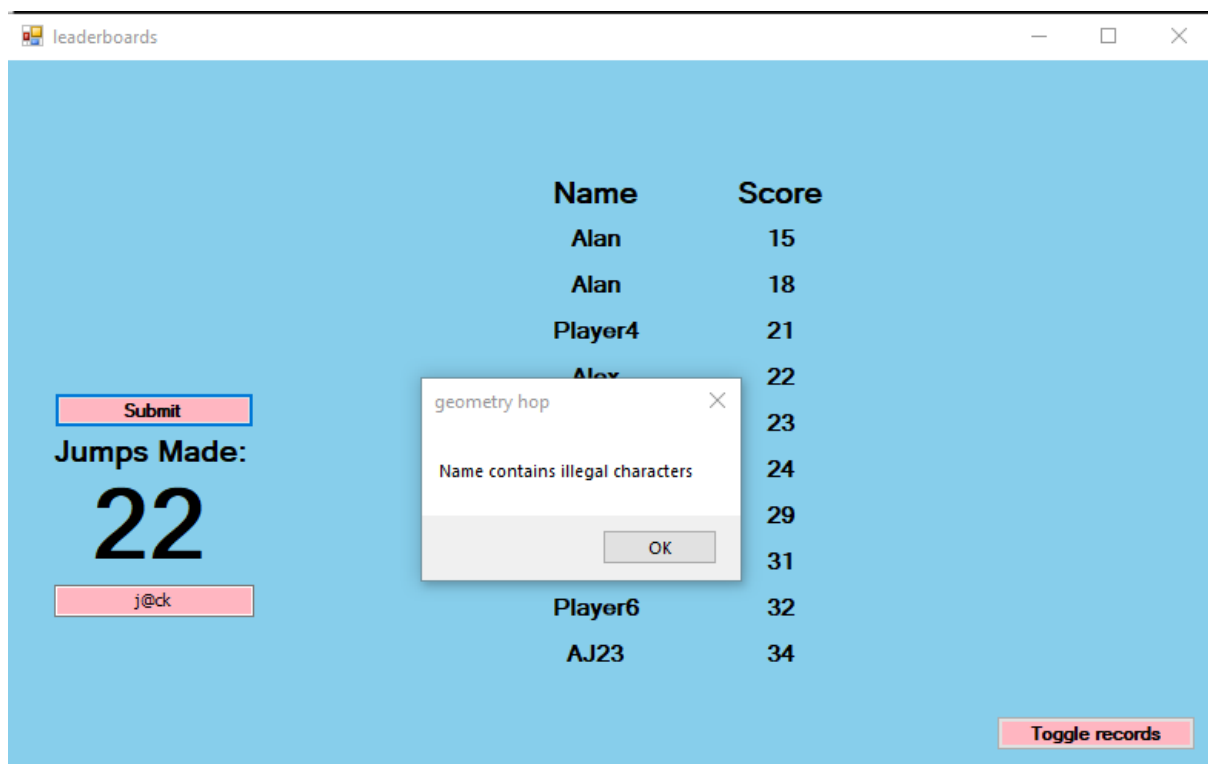 leaderboards
Name Score
Alan 15
Alan 18
Player4 21
Alex 22
23
24
29
31
Player6 32
AJ23 34
Submit
Jumps Made:
22
j@ck
geometry hop
Name contains illegal characters
OK
Toggle records